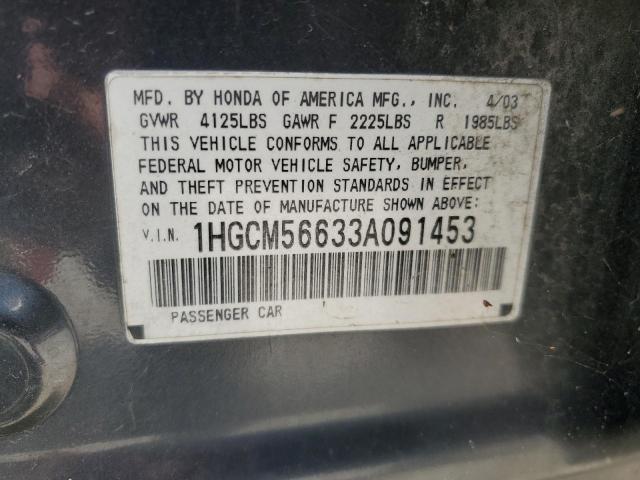 MFD. BY HONDA OF AMERICA MFG., INC. 4/03
GVWR 4125LBS GAWR F 2225LBS R 1985LBS
THIS VEHICLE CONFORMS TO ALL APPLICABLE
FEDERAL MOTOR VEHICLE SAFETY, BUMPER,
AND THEFT PREVENTION STANDARDS IN EFFECT
ON THE DATE OF MANUFACTURE SHOWN ABOVE:
V.I.N. 1HGCM56633A091453
PASSENGER CAR